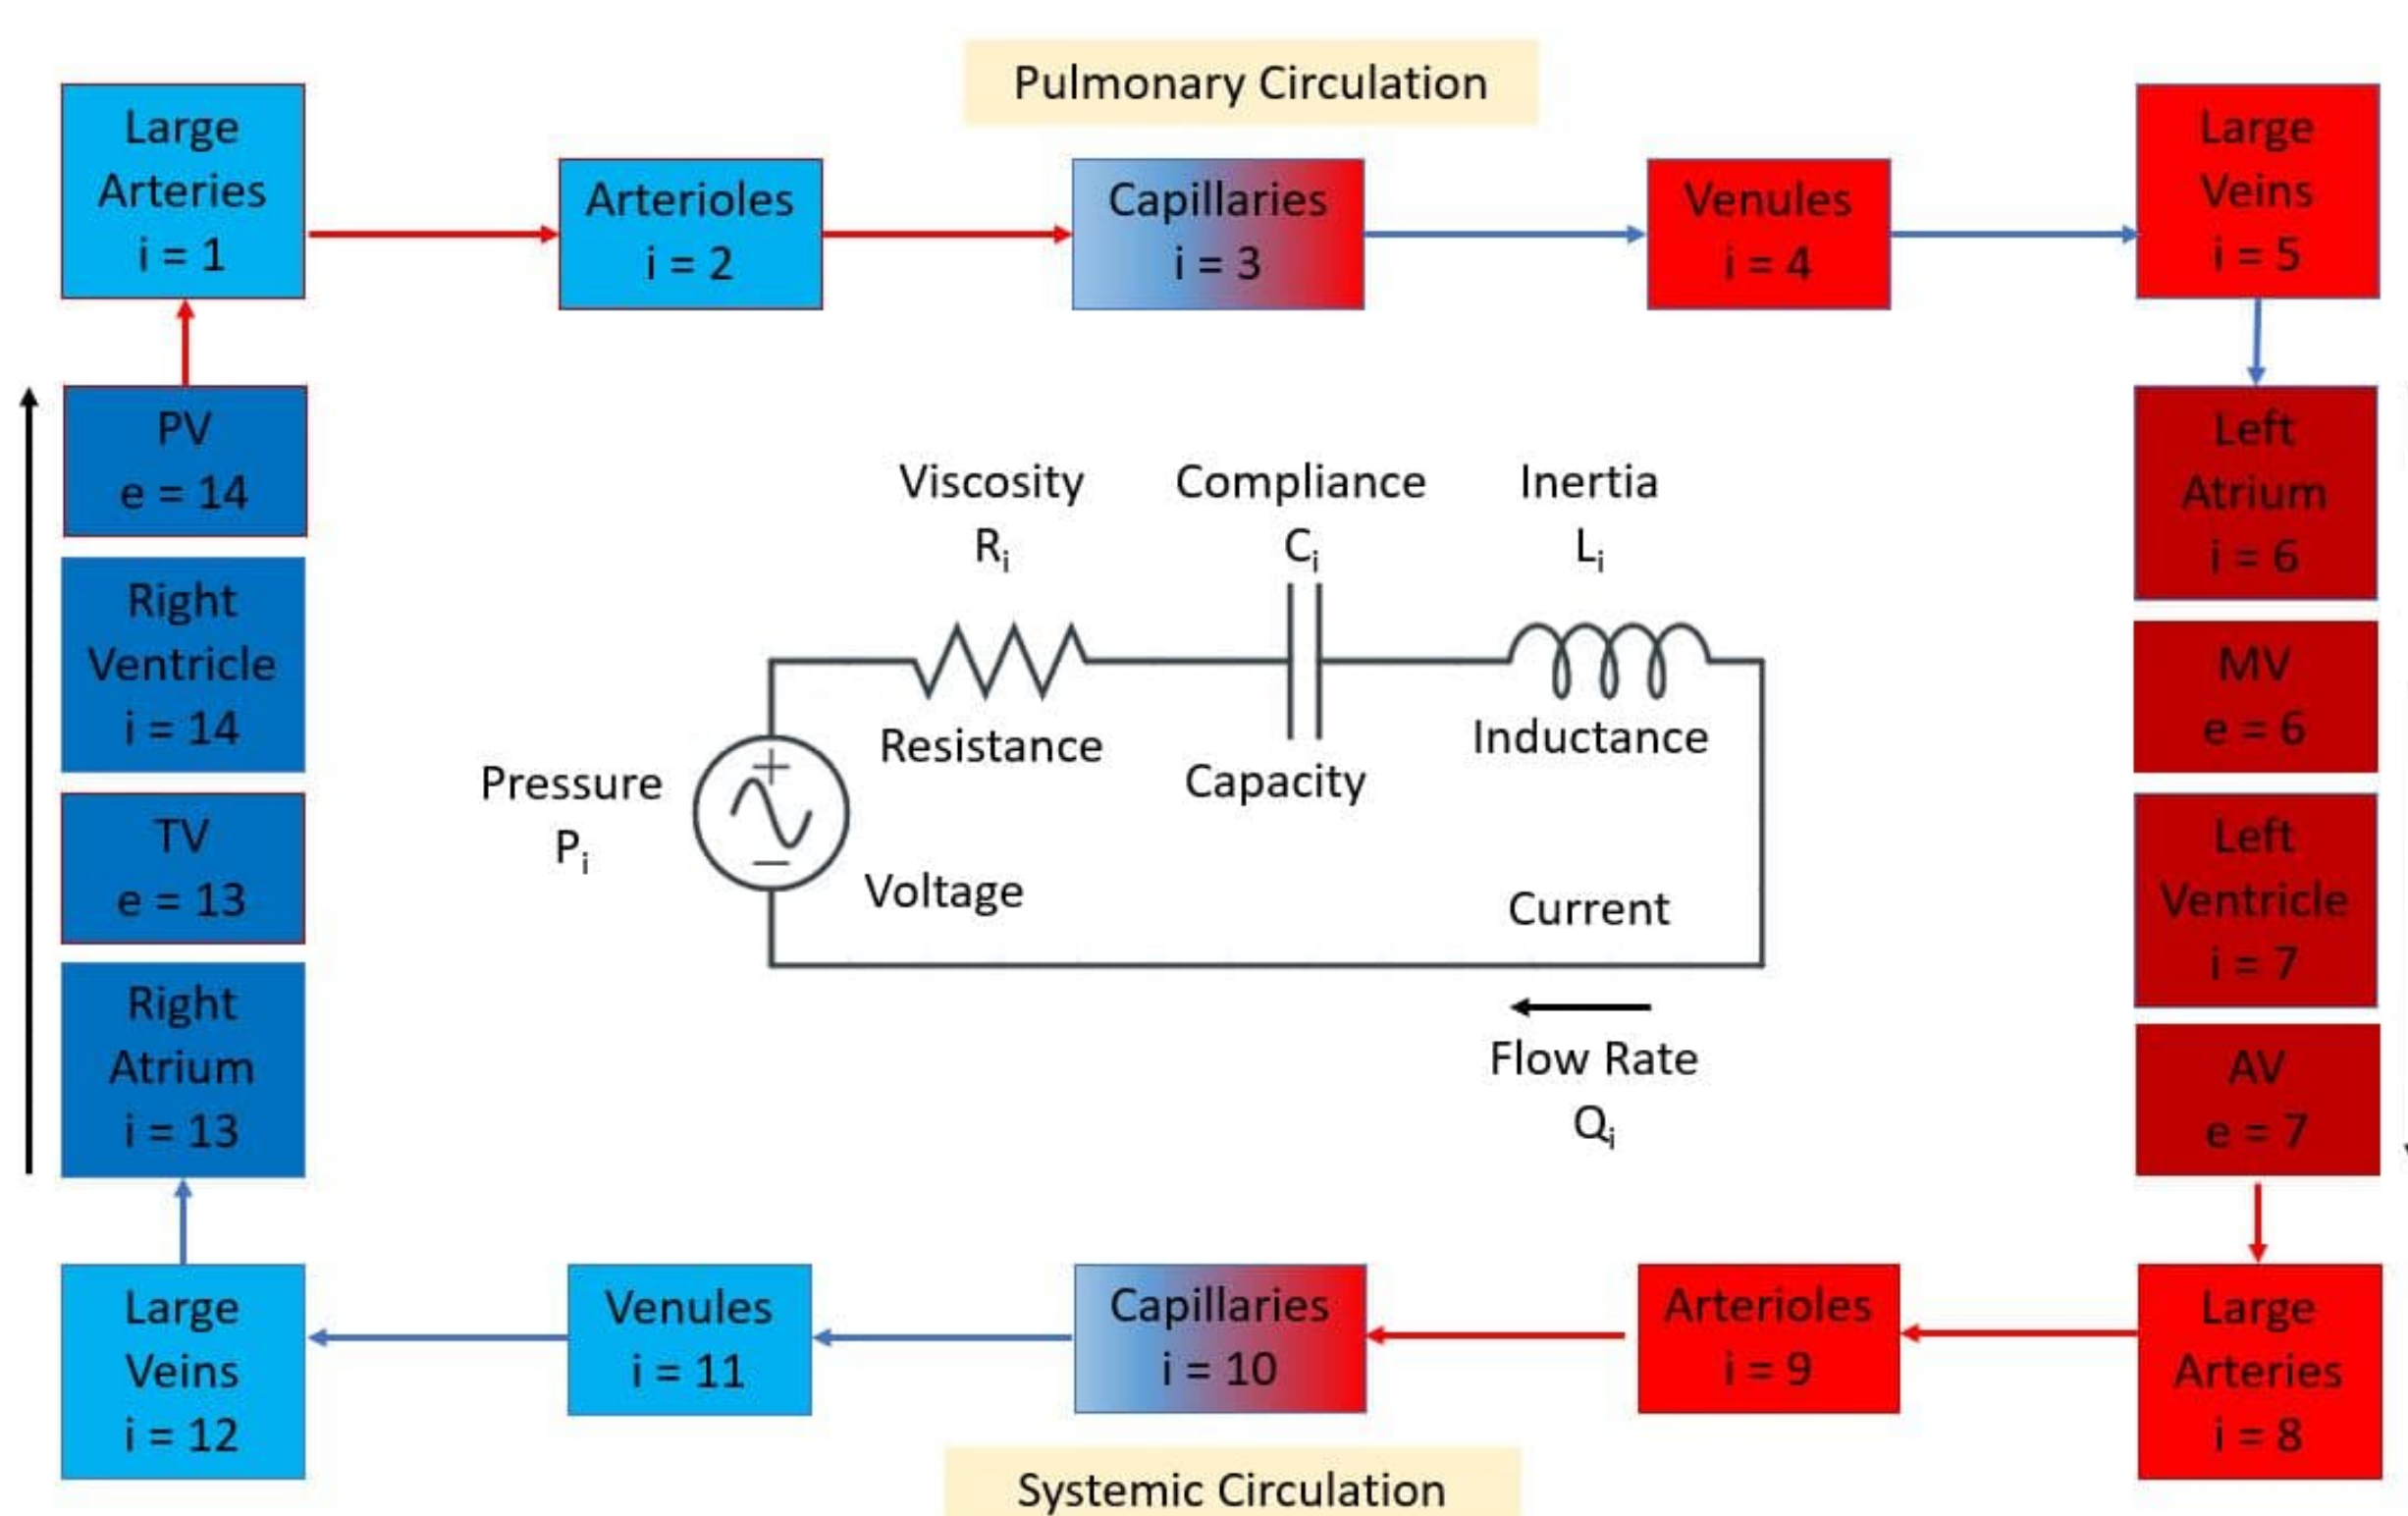 Pulmonary Circulation
Large
Arteries
i = 1
Arterioles
i = 2
Capillaries
i = 3
Venules
i = 4
Large
Veins
i = 5
PV
e = 14
Right
Ventricle
i = 14
TV
e = 13
Right
Atrium
i = 13
Viscosity
Rᵢ
Compliance
Cᵢ
Inertia
Lᵢ
Resistance
Capacity
Inductance
Pressure
Pᵢ
+
−
Voltage
Current
Flow Rate
Qᵢ
Left
Atrium
i = 6
MV
e = 6
Left
Ventricle
i = 7
AV
e = 7
Large
Veins
i = 12
Venules
i = 11
Capillaries
i = 10
Arterioles
i = 9
Large
Arteries
i = 8
Systemic Circulation